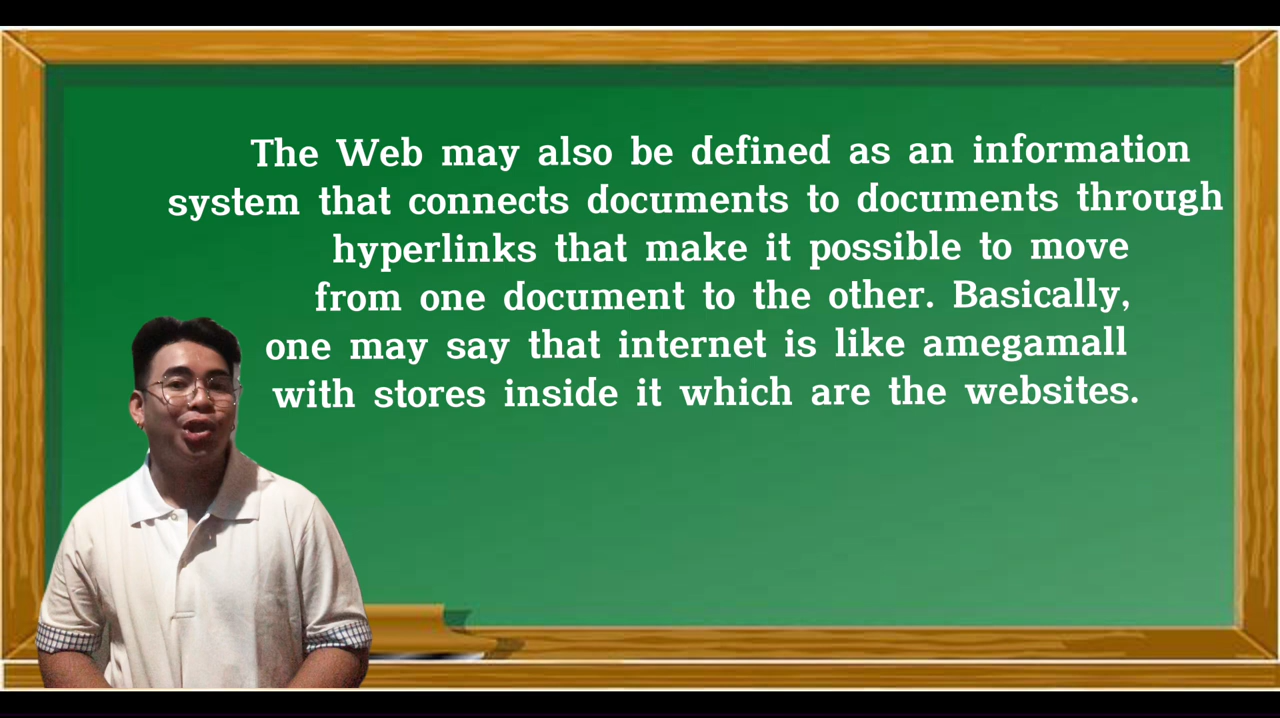 The Web may also be defined as an information
system that connects documents to documents through
hyperlinks that make it possible to move
from one document to the other. Basically,
one may say that internet is like amegamall
with stores inside it which are the websites.